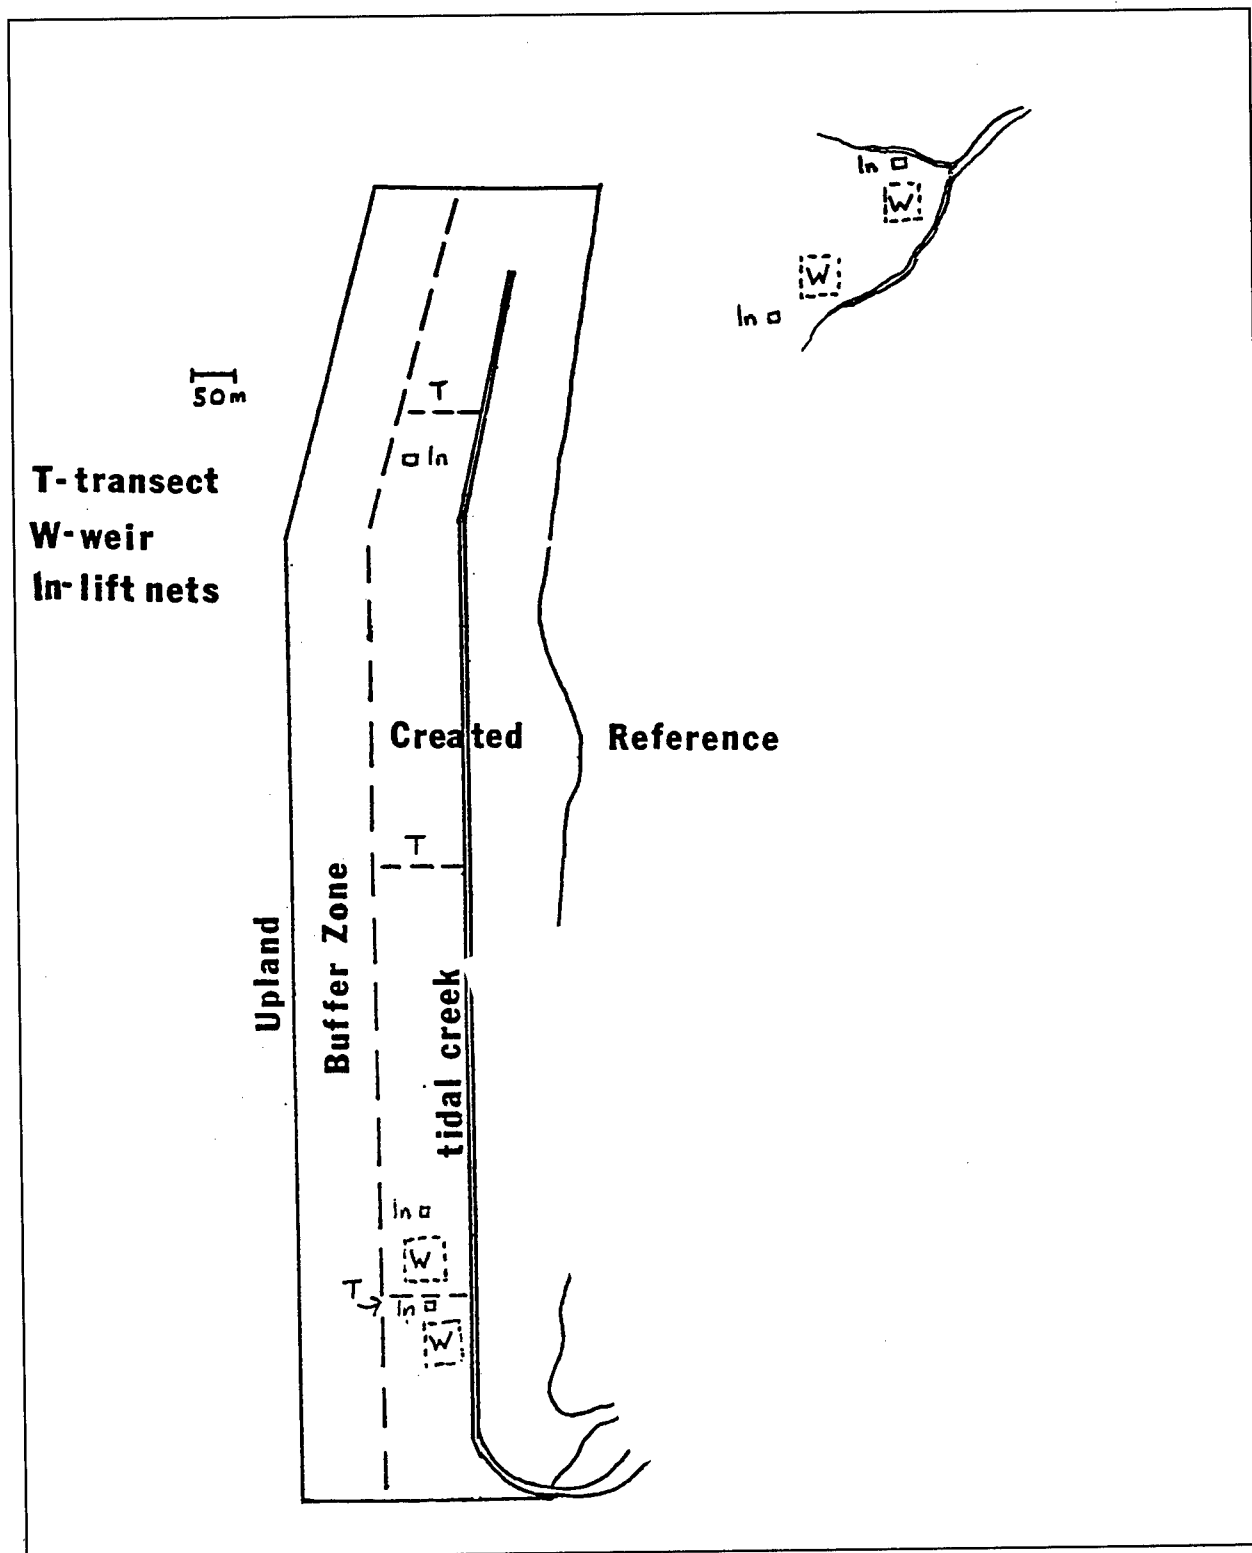 ln
W
W
ln
50m
T
ln
T-transect
W-weir
ln-lift nets
Created
Reference
T
Upland
Buffer Zone
tidal creek
ln
W
T
ln
W